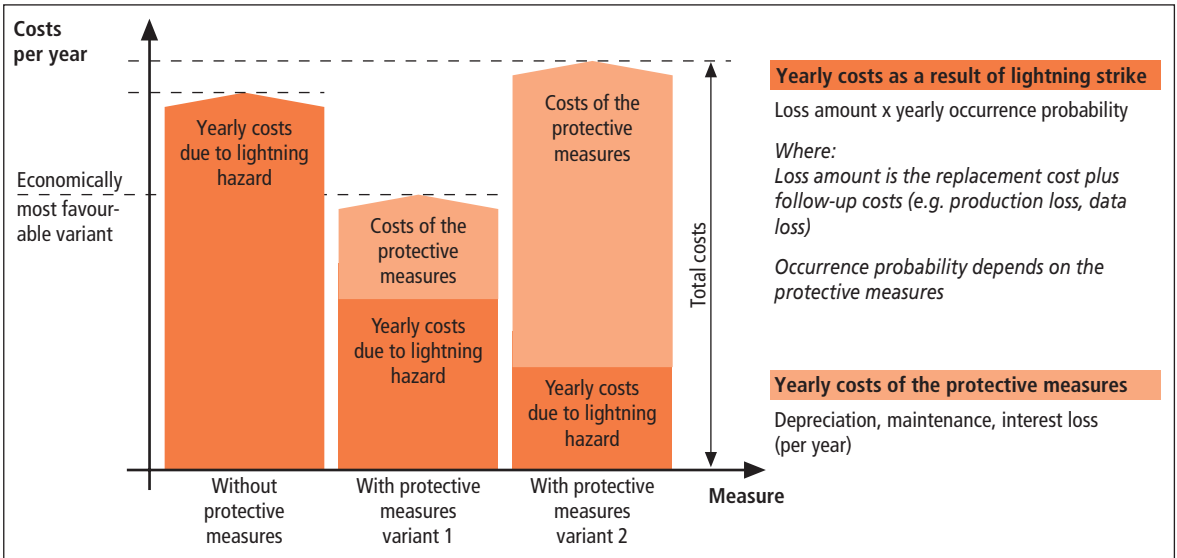 Costs
per year
Yearly costs
due to lightning
hazard
Economically
most favour-
able variant
Costs of the
protective
measures
Yearly costs
due to lightning
hazard
Costs of the
protective
measures
Yearly costs
due to lightning
hazard
Total costs
Without
protective
measures
With protective
measures
variant 1
With protective
measures
variant 2
Measure
Yearly costs as a result of lightning strike
Loss amount x yearly occurrence probability
Where:
Loss amount is the replacement cost plus
follow-up costs (e.g. production loss, data
loss)
Occurrence probability depends on the
protective measures
Yearly costs of the protective measures
Depreciation, maintenance, interest loss
(per year)